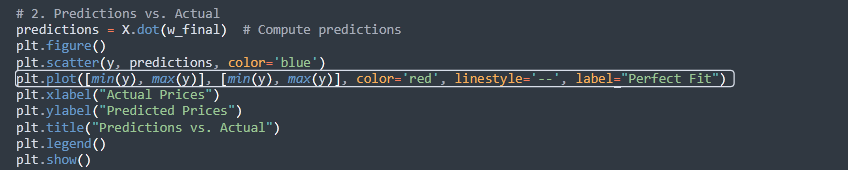 # 2. Predictions vs. Actual
predictions = X.dot(w_final)  # Compute predictions
plt.figure()
plt.scatter(y, predictions, color='blue')
plt.plot([min(y), max(y)], [min(y), max(y)], color='red', linestyle='--', label="Perfect Fit")
plt.xlabel("Actual Prices")
plt.ylabel("Predicted Prices")
plt.title("Predictions vs. Actual")
plt.legend()
plt.show()